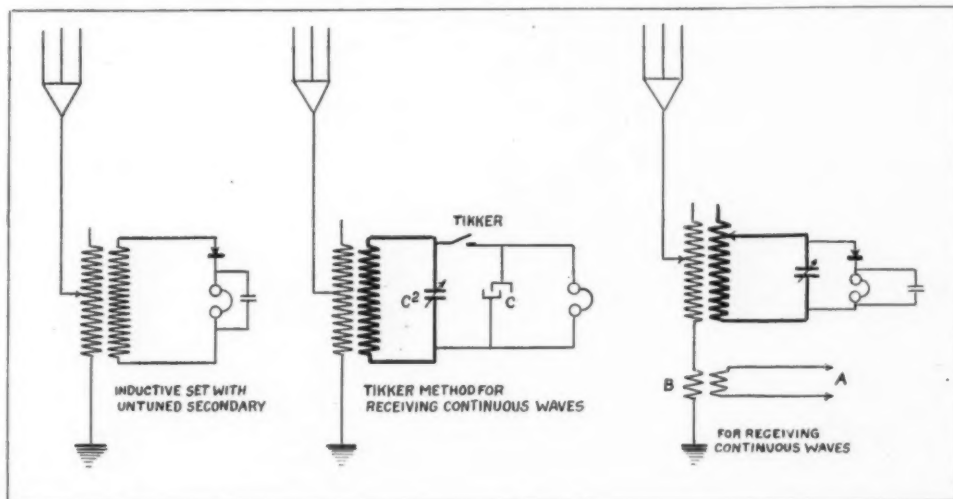 INDUCTIVE SET WITH
UNTUNED SECONDARY
TIKKER
C²
C
TIKKER METHOD FOR
RECEIVING CONTINUOUS WAVES
B
A
FOR RECEIVING
CONTINUOUS WAVES